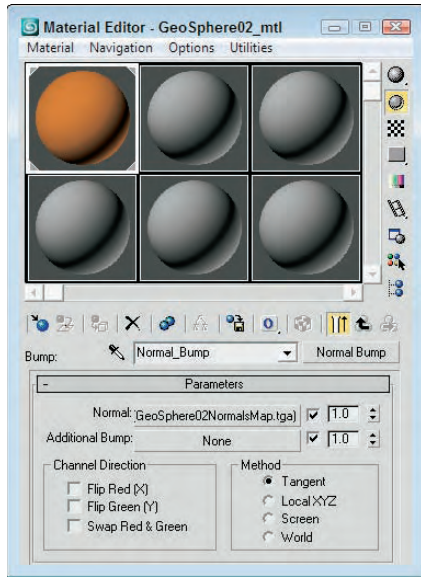 Material Editor - GeoSphere02_mtl
Material Navigation Options Utilities
0
Bump: Normal_Bump Normal Bump
- Parameters
Normal: 'GeoSphere02NormalsMap.tga) 1.0
Additional Bump: None 1.0
Channel Direction
Flip Red (X)
Flip Green (Y)
Swap Red & Green
Method
Tangent
Local XYZ
Screen
World